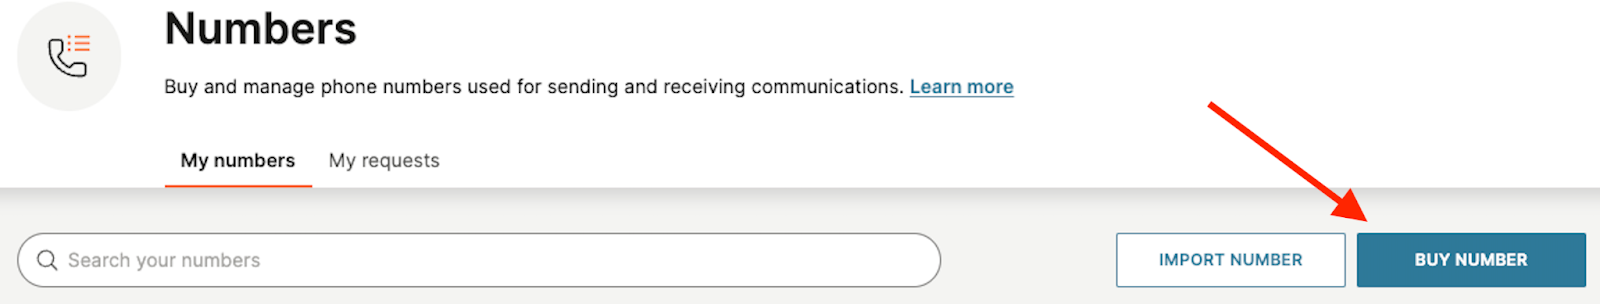 Numbers
Buy and manage phone numbers used for sending and receiving communications. Learn more
My numbers My requests
Search your numbers IMPORT NUMBER BUY NUMBER